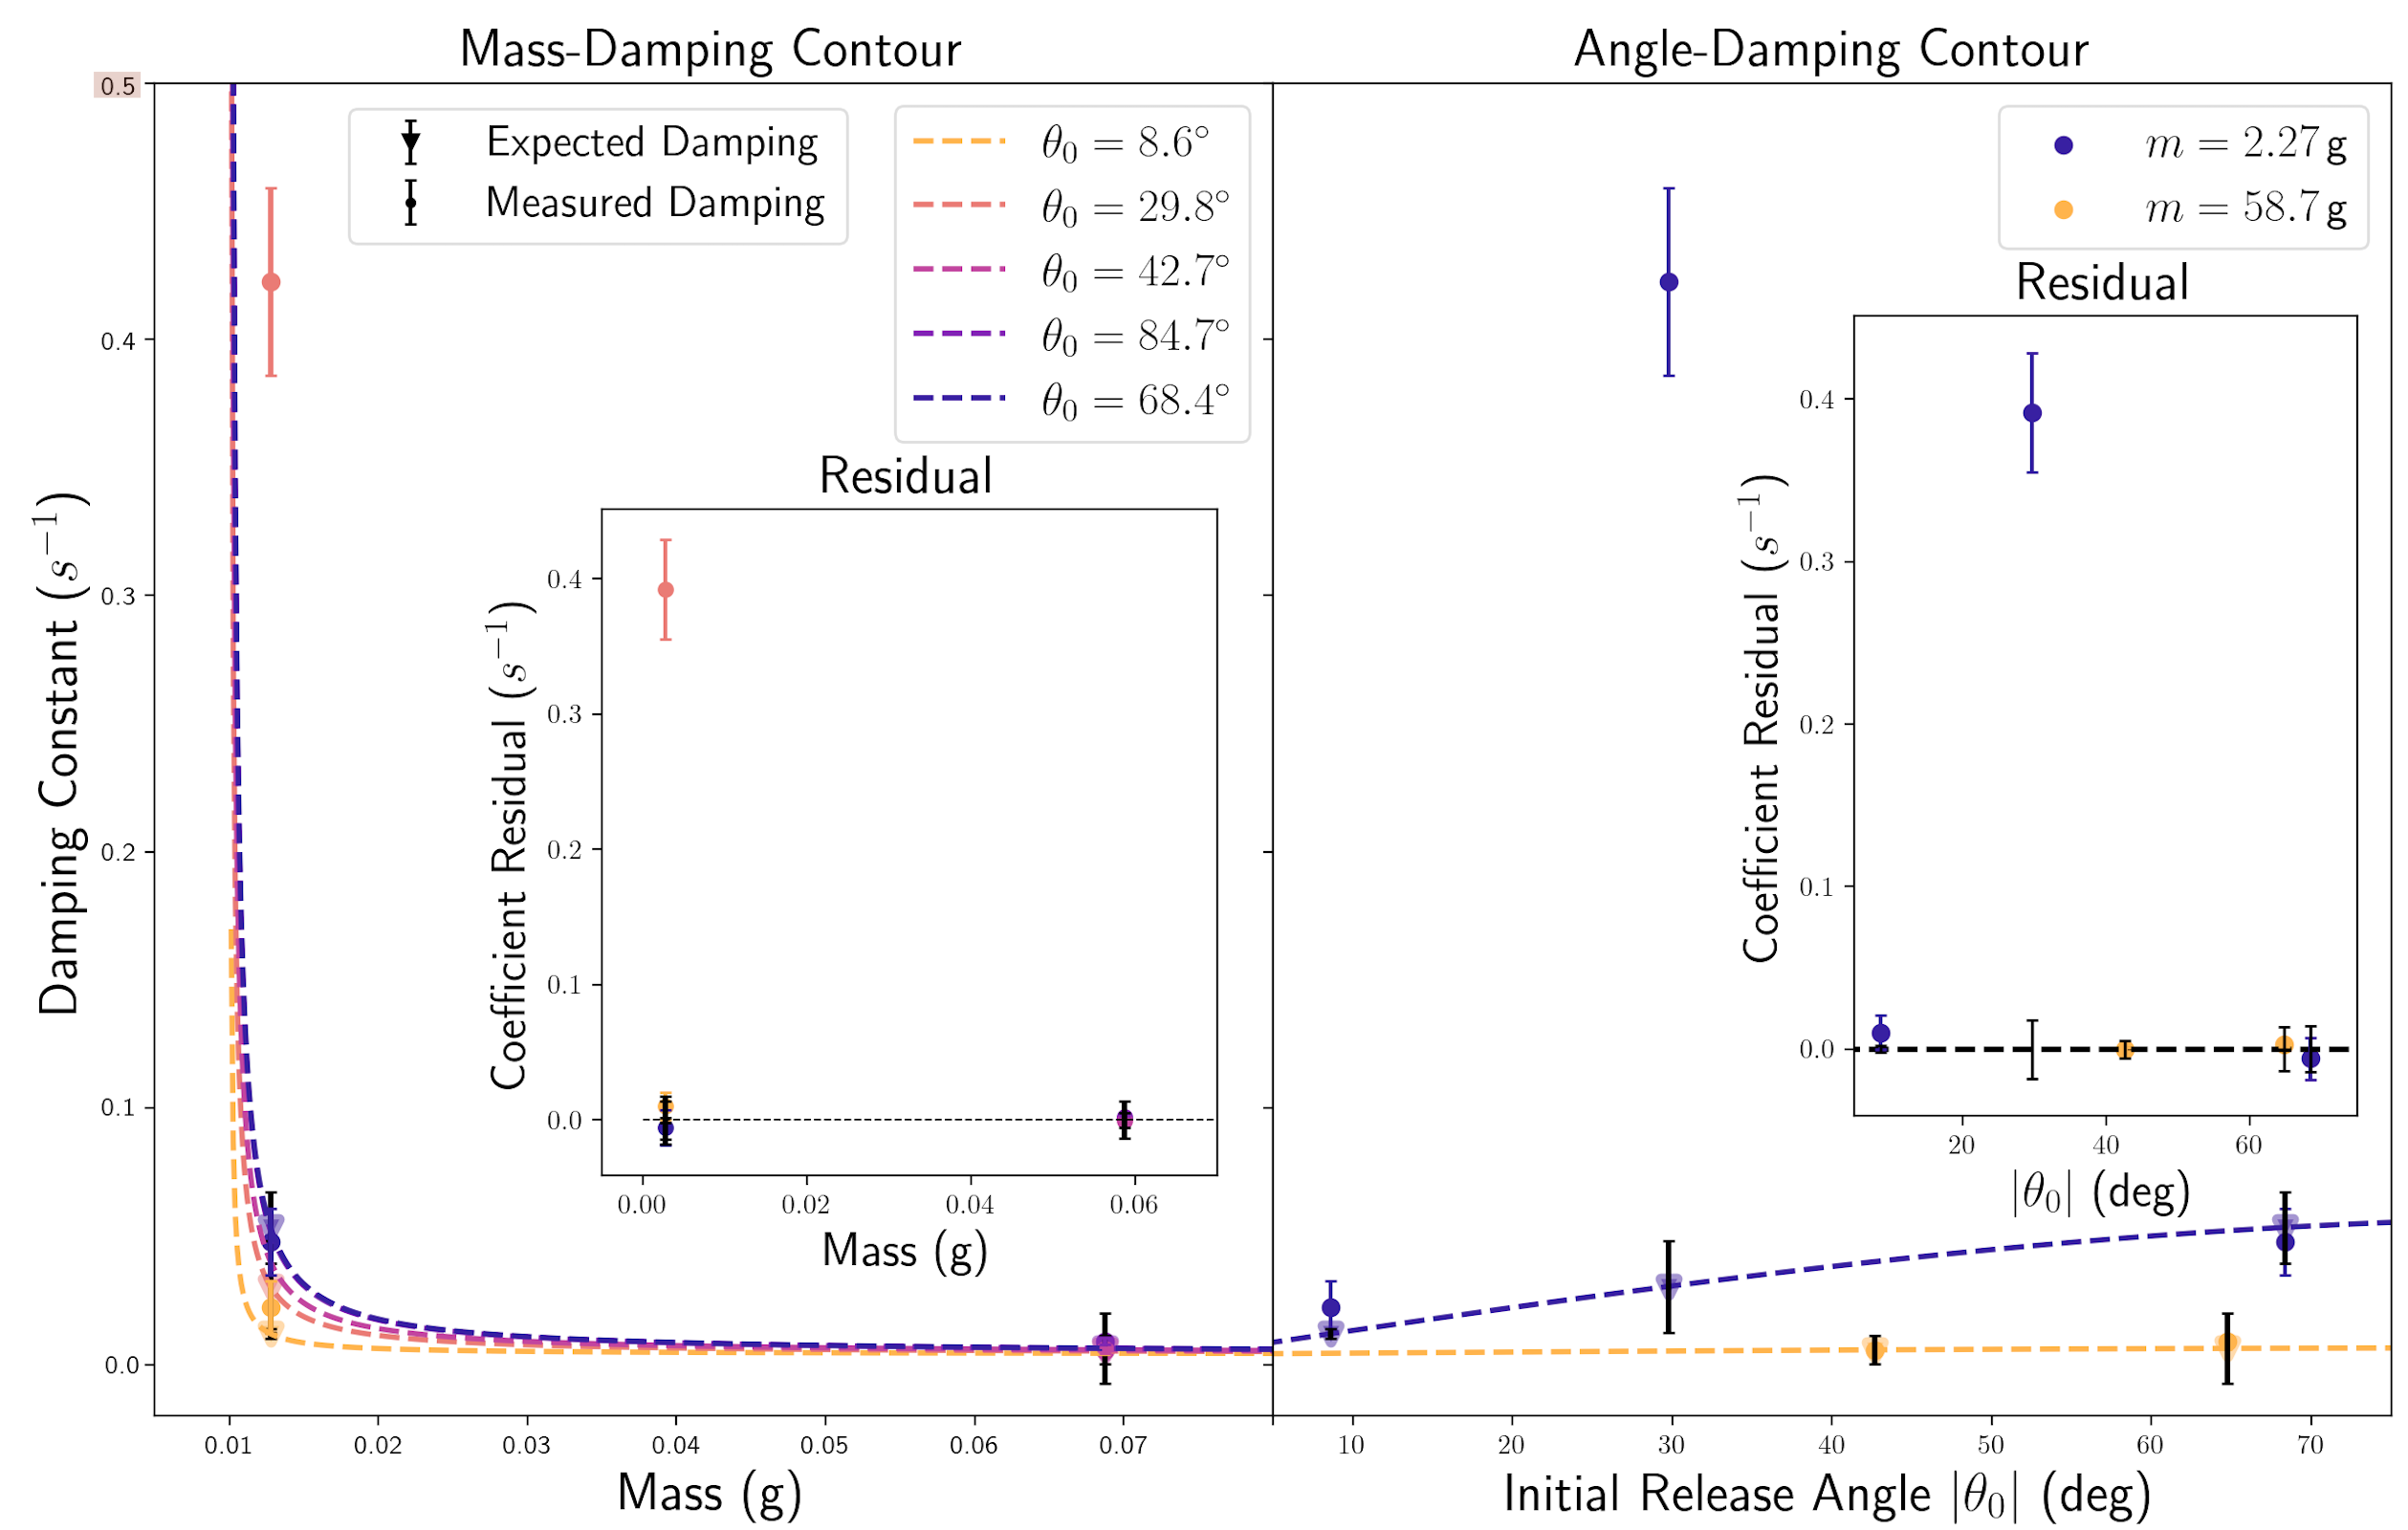 Mass-Damping Contour
Angle-Damping Contour
Expected Damping
Measured Damping
θ₀ = 8.6°
θ₀ = 29.8°
θ₀ = 42.7°
θ₀ = 84.7°
θ₀ = 68.4°
m = 2.27 g
m = 58.7 g
Damping Constant (s⁻¹)
0.5
0.4
0.3
0.2
0.1
0.0
Residual
Coefficient Residual (s⁻¹)
0.4
0.3
0.2
0.1
0.0
0.00 0.02 0.04 0.06
Mass (g)
Residual
Coefficient Residual (s⁻¹)
0.4
0.3
0.2
0.1
0.0
20 40 60
|θ₀| (deg)
0.01 0.02 0.03 0.04 0.05 0.06 0.07
Mass (g)
10 20 30 40 50 60 70
Initial Release Angle |θ₀| (deg)